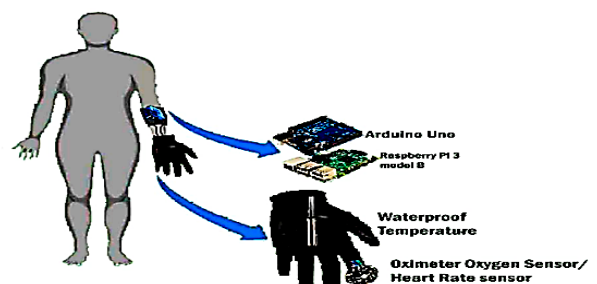 Arduino Uno
Raspberry Pi 3
model B
Waterproof
Temperature
Oximeter Oxygen Sensor/
Heart Rate sensor